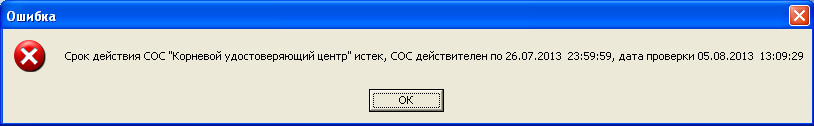 Ошибка
Срок действия СОС "Корневой удостоверяющий центр" истек, СОС действителен по 26.07.2013  23:59:59, дата проверки 05.08.2013  13:09:29
OK